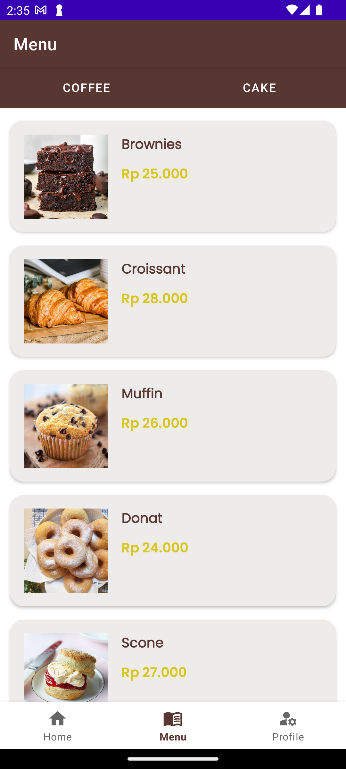 2:35
Menu
COFFEE CAKE
Brownies
Rp 25.000
Croissant
Rp 28.000
Muffin
Rp 26.000
Donat
Rp 24.000
Scone
Rp 27.000
Home Menu Profile